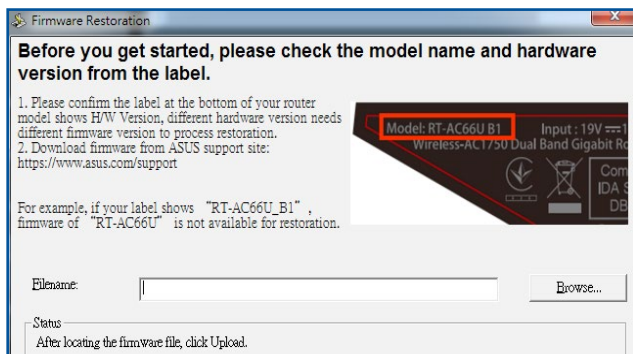 Firmware Restoration
Before you get started, please check the model name and hardware
version from the label.
1. Please confirm the label at the bottom of your router
model shows H/W Version, different hardware version needs
different firmware version to process restoration.
2. Download firmware from ASUS support site:
https://www.asus.com/support
For example, if your label shows “RT-AC66U_B1”,
firmware of “RT-AC66U” is not available for restoration.
Model: RT-AC66U B1 Input : 19V
Wireless-AC1750 Dual Band Gigabit
Com
IDA
DB
Filename:
Browse...
Status
After locating the firmware file, click Upload.